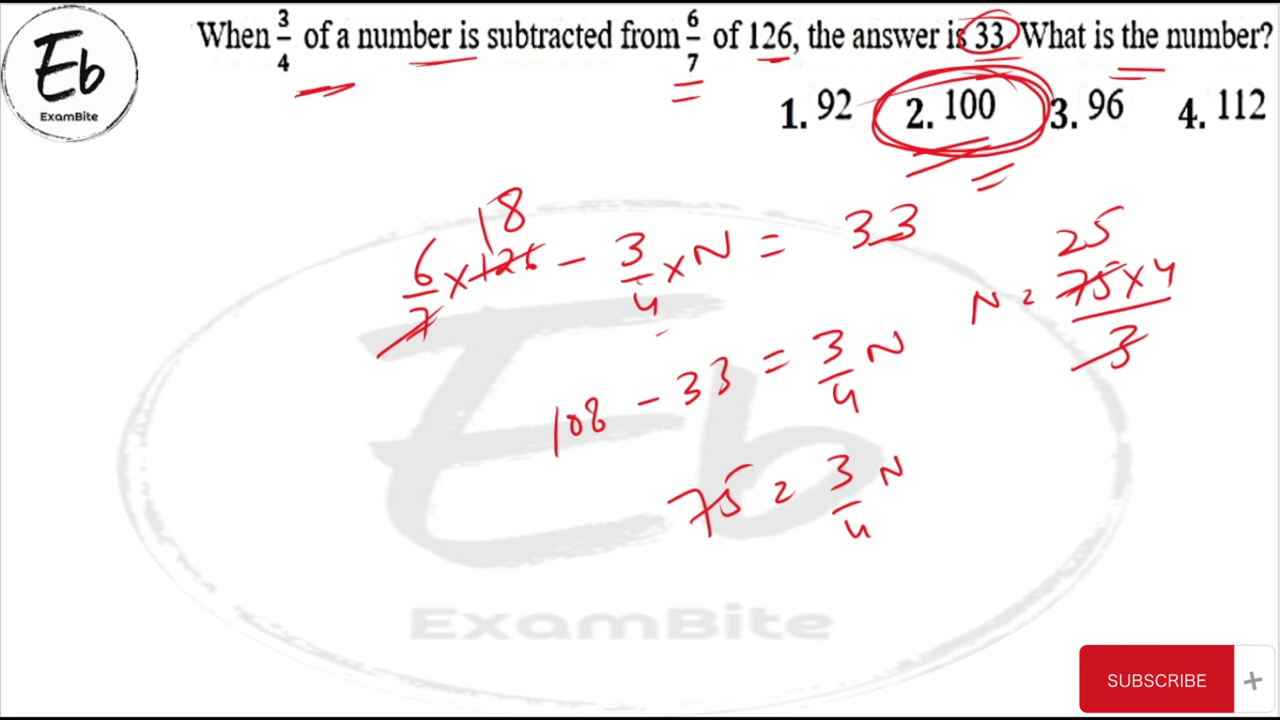 Eb
ExamBite
When 3/4 of a number is subtracted from 6/7 of 126, the answer is 33. What is the number?
1. 92 2. 100 3. 96 4. 112
18
6/7 × 126 − 3/4 × N = 33
25
N = 75×4/3
108 − 33 = 3/4 N
75 = 3/4 N
Eb
ExamBite
SUBSCRIBE +